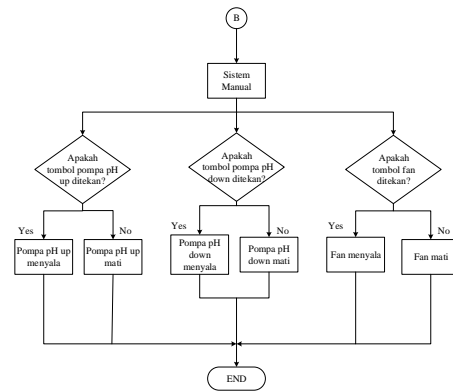 B
Sistem
Manual
Apakah
tombol pompa pH
up ditekan?
Apakah
tombol pompa pH
down ditekan?
Apakah
tombol fan
ditekan?
Yes
No
Yes
No
Yes
No
Pompa pH up
menyala
Pompa pH up
mati
Pompa pH
down
menyala
Pompa pH
down mati
Fan menyala
Fan mati
END